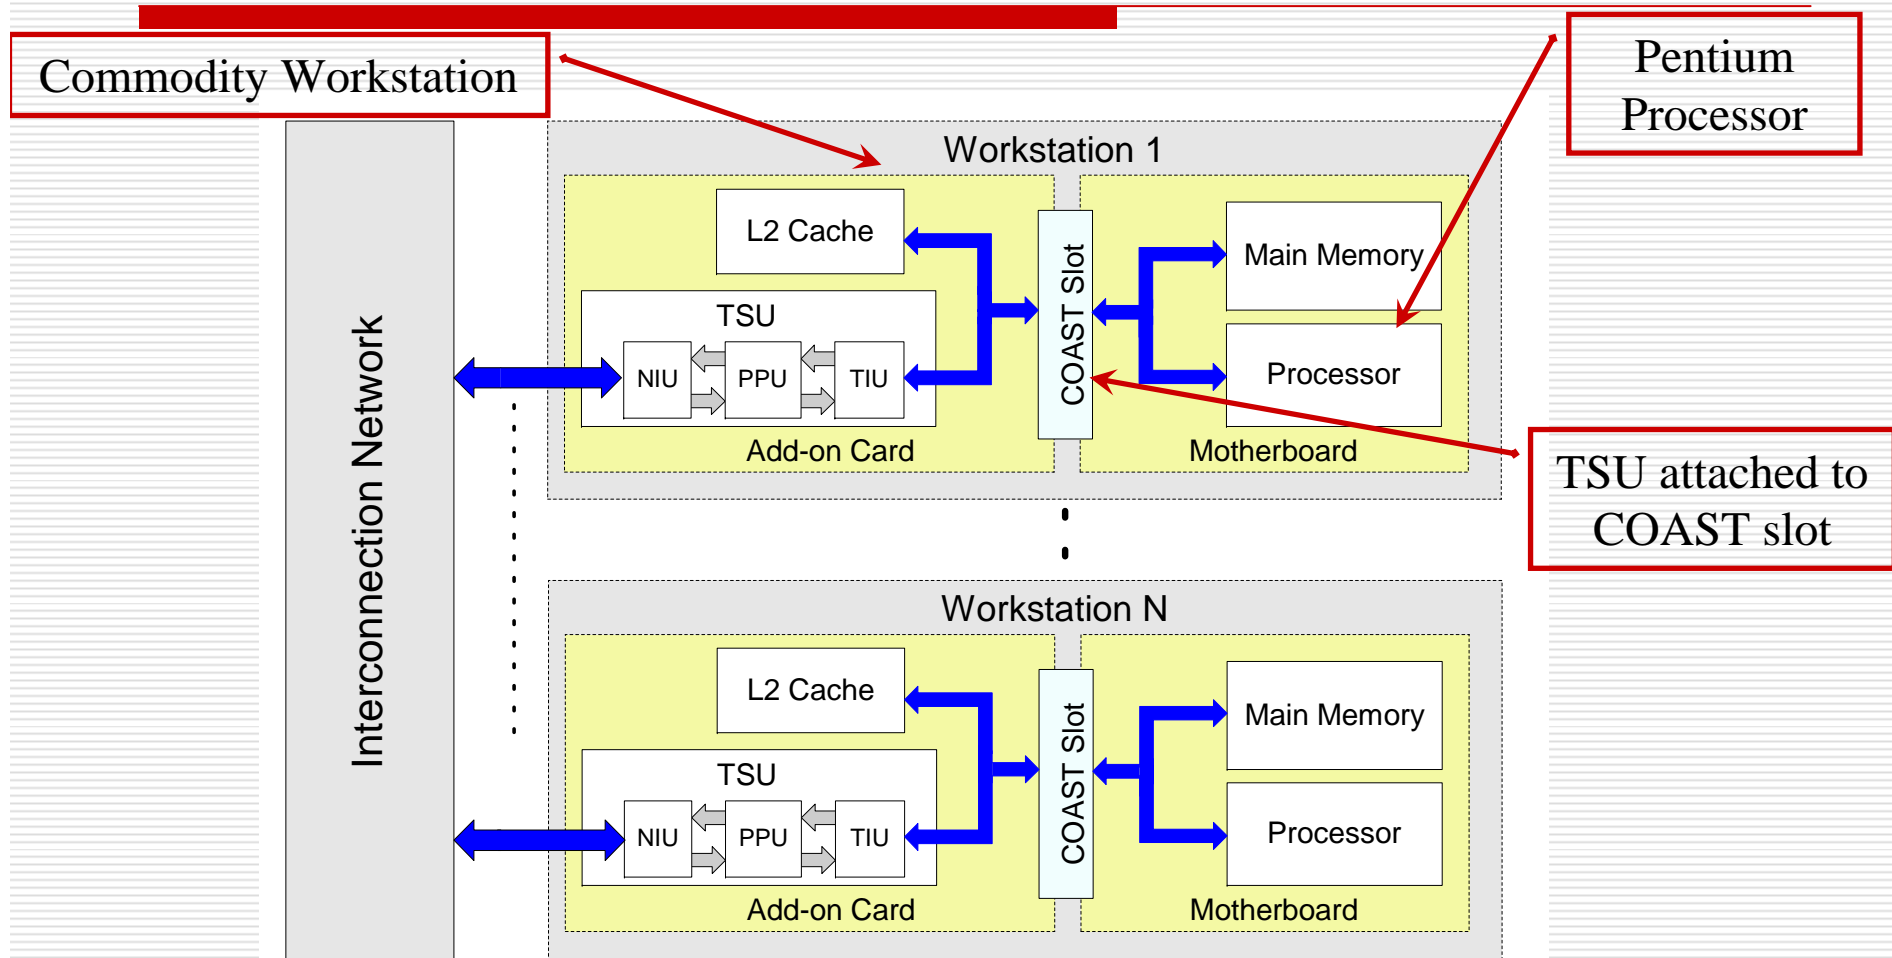 Commodity Workstation
Pentium
Processor
Interconnection Network
Workstation 1
L2 Cache
TSU
NIU
PPU
TIU
Add-on Card
COAST Slot
Main Memory
Processor
Motherboard
TSU attached to
COAST slot
Workstation N
L2 Cache
TSU
NIU
PPU
TIU
Add-on Card
COAST Slot
Main Memory
Processor
Motherboard